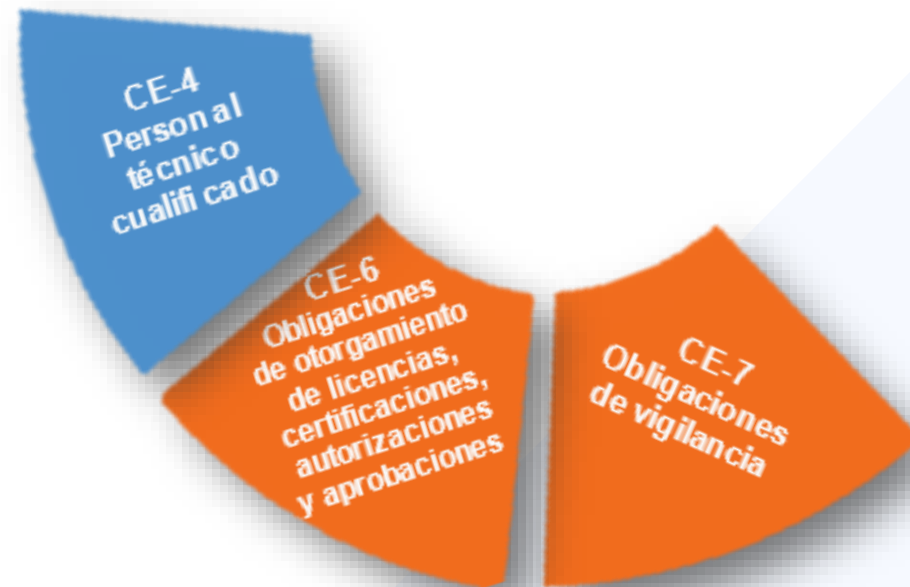 CE-4
Personal
técnico
cualificado
CE-6
Obligaciones
de otorgamiento
de licencias,
certificaciones,
autorizaciones
y aprobaciones
CE-7
Obligaciones
de vigilancia